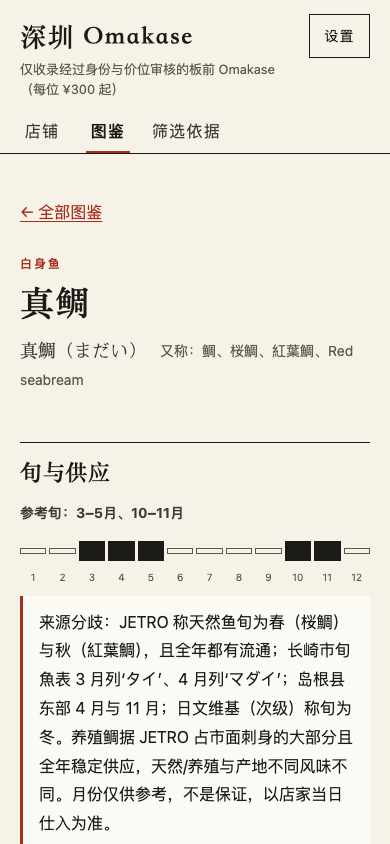 深圳 Omakase
设置
仅收录经过身份与价位审核的板前 Omakase
（每位 ¥300 起）
店铺 图鉴 筛选依据
← 全部图鉴
白身鱼
真鲷
真鯛（まだい） 又称：鲷、桜鯛、紅葉鯛、Red
seabream
旬与供应
参考旬：3–5月、10–11月
1 2 3 4 5 6 7 8 9 10 11 12
来源分歧：JETRO 称天然鱼旬为春（桜鯛）
与秋（紅葉鯛），且全年都有流通；长崎市旬
魚表 3 月列‘タイ’、4 月列‘マダイ’；岛根县
东部 4 月与 11 月；日文维基（次级）称旬为
冬。养殖鲷据 JETRO 占市面刺身的大部分且
全年稳定供应，天然/养殖与产地不同风味不
同。月份仅供参考，不是保证，以店家当日
仕入为准。